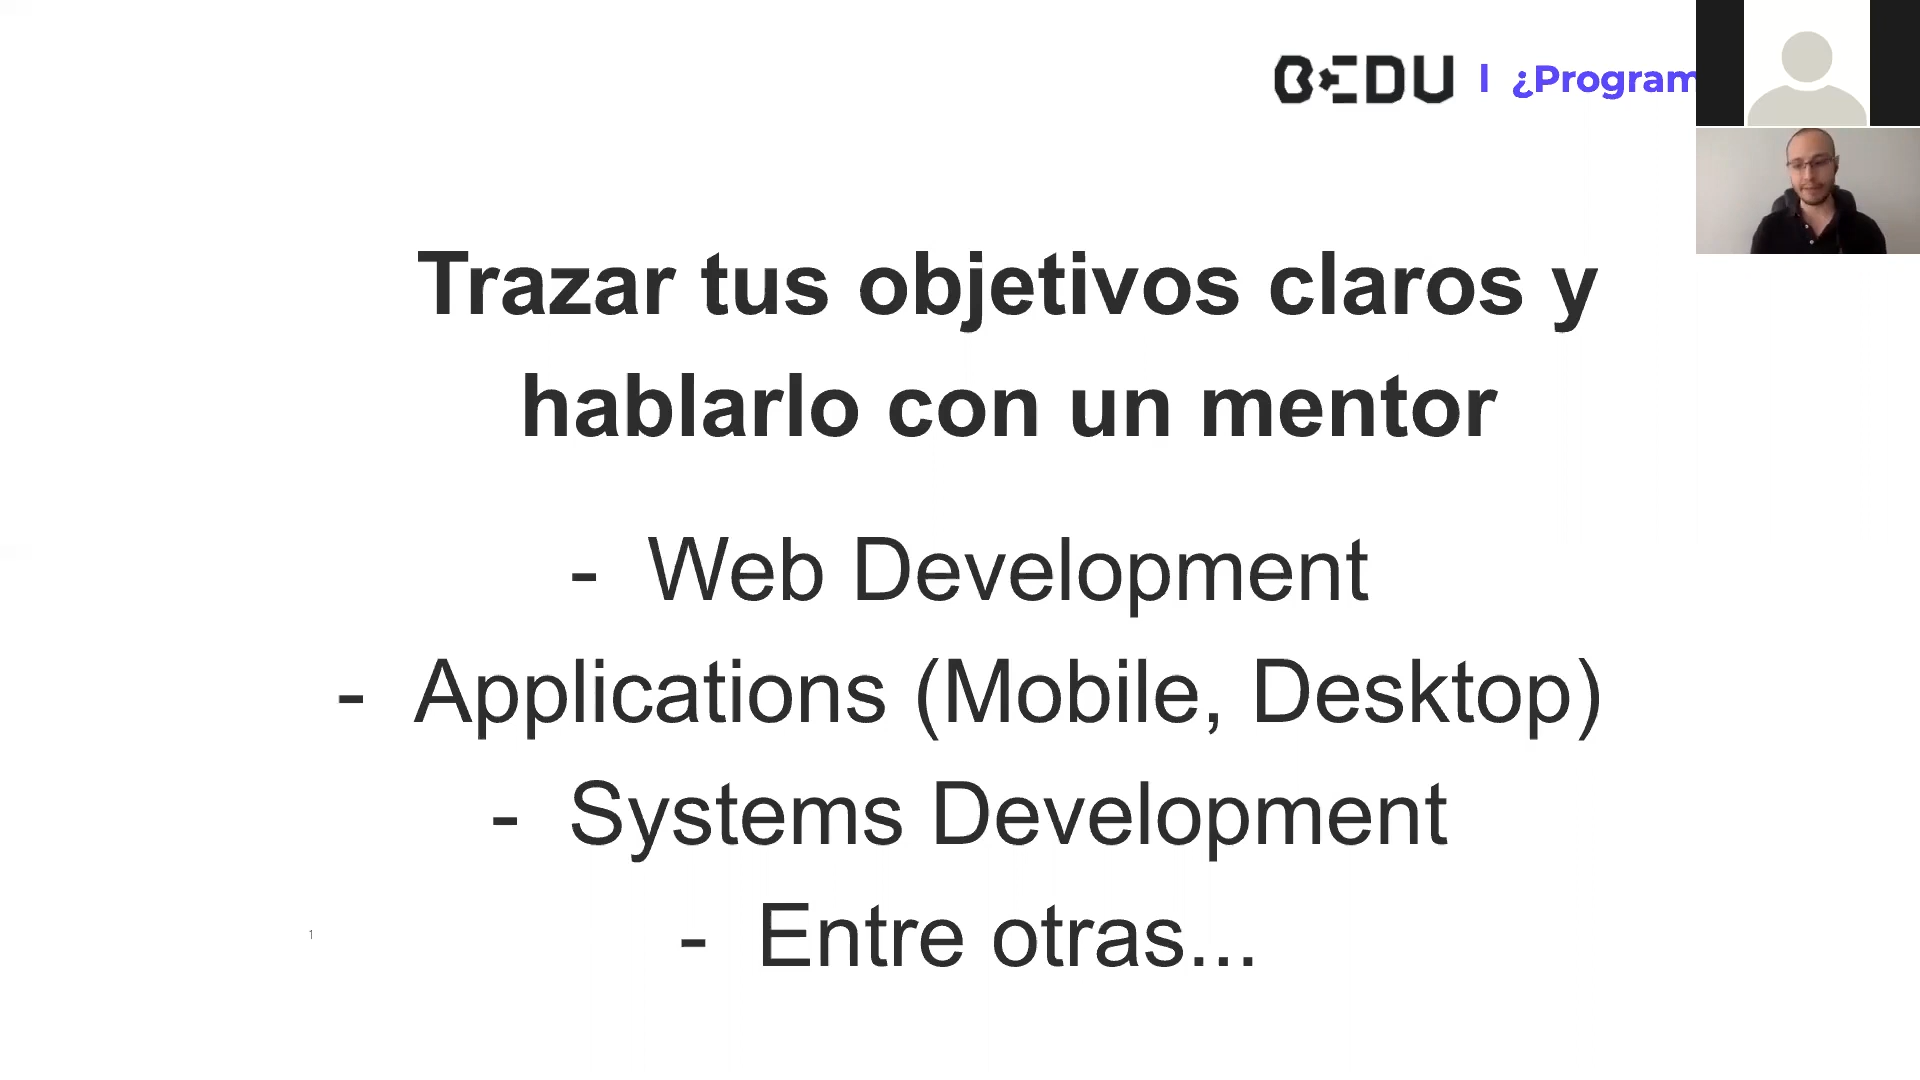 BEDU | ¿Program
Trazar tus objetivos claros y
hablarlo con un mentor
- Web Development
- Applications (Mobile, Desktop)
- Systems Development
- Entre otras...
1